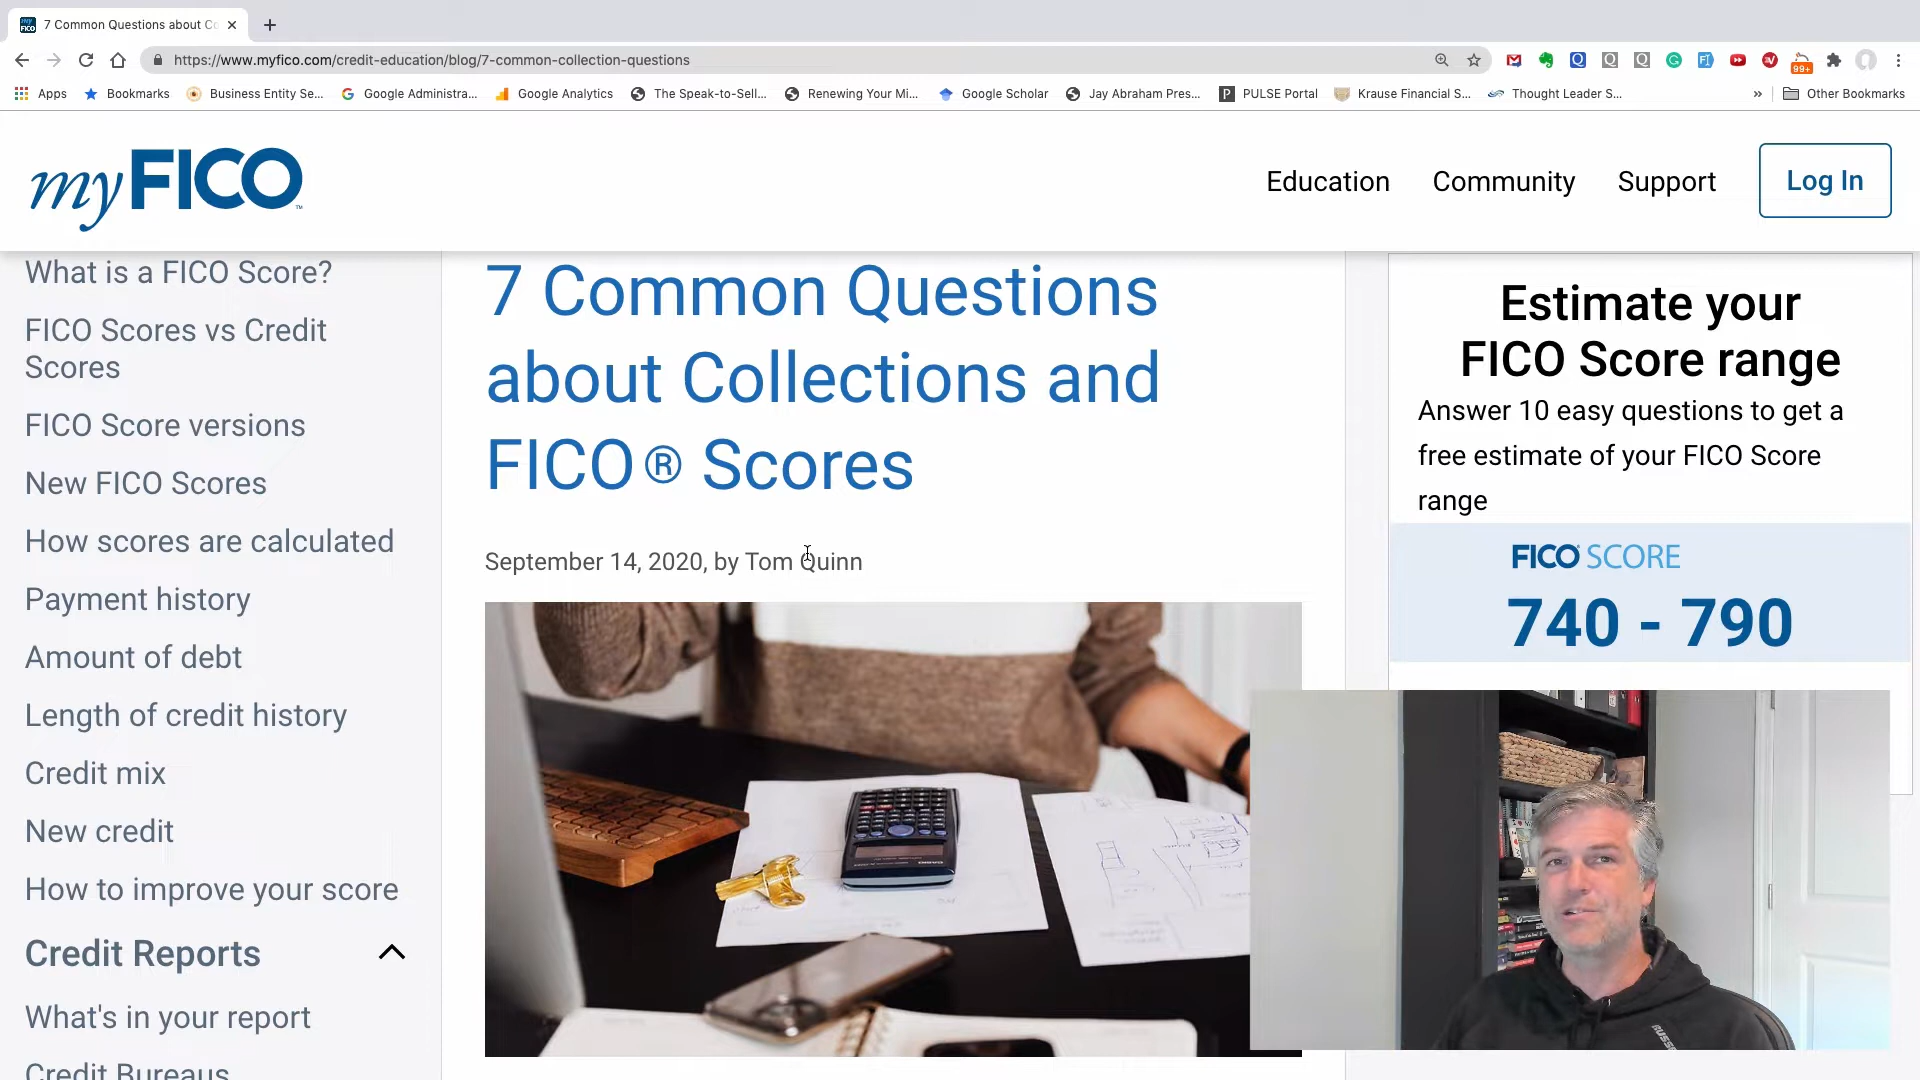 7 Common Questions about Co
https://www.myfico.com/credit-education/blog/7-common-collection-questions
99+
Apps
Bookmarks
Business Entity Se...
Google Administra...
Google Analytics
The Speak-to-Sell...
Renewing Your Mi...
Google Scholar
Jay Abraham Pres...
PULSE Portal
Krause Financial S...
Thought Leader S...
»
Other Bookmarks
myFICO™
Education
Community
Support
Log In
What is a FICO Score?
FICO Scores vs Credit
Scores
FICO Score versions
New FICO Scores
How scores are calculated
Payment history
Amount of debt
Length of credit history
Credit mix
New credit
How to improve your score
Credit Reports
What's in your report
Credit Bureaus
7 Common Questions
about Collections and
FICO® Scores
September 14, 2020, by Tom Quinn
Estimate your
FICO Score range
Answer 10 easy questions to get a
free estimate of your FICO Score
range
FICO SCORE
740 - 790